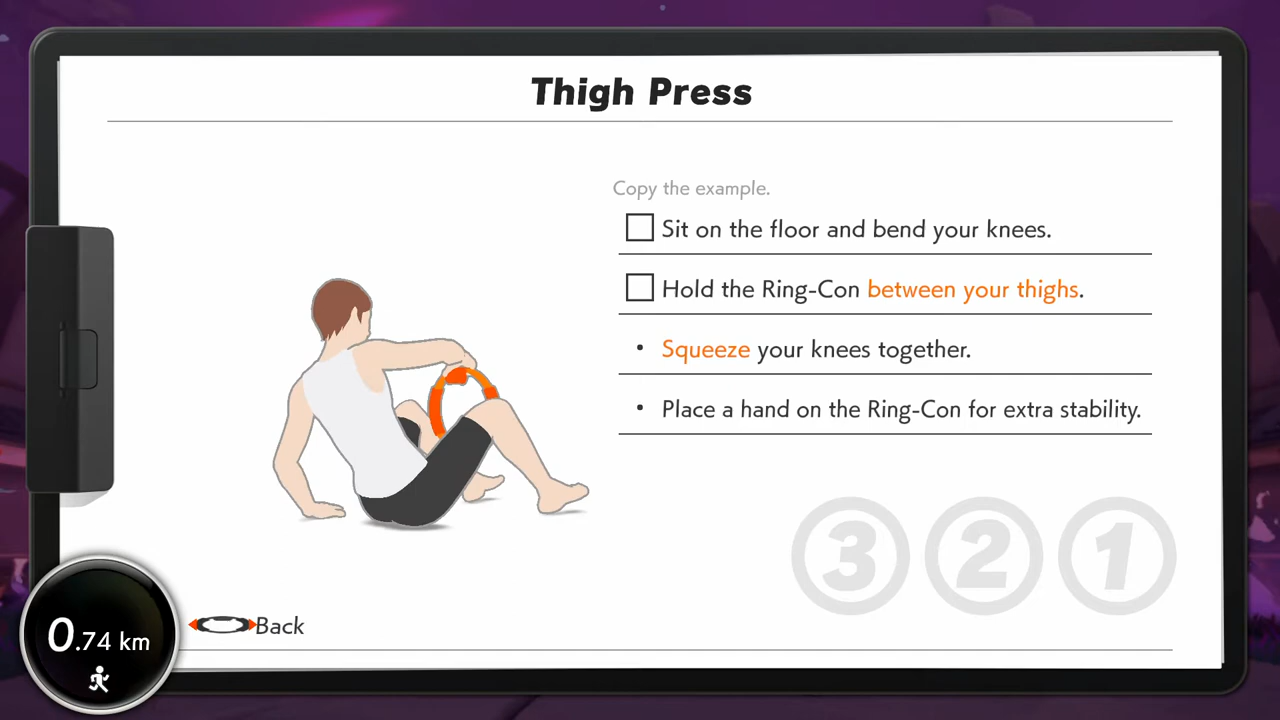 Thigh Press
Copy the example.
Sit on the floor and bend your knees.
Hold the Ring-Con between your thighs.
• Squeeze your knees together.
• Place a hand on the Ring-Con for extra stability.
3 2 1
0.74 km
Back